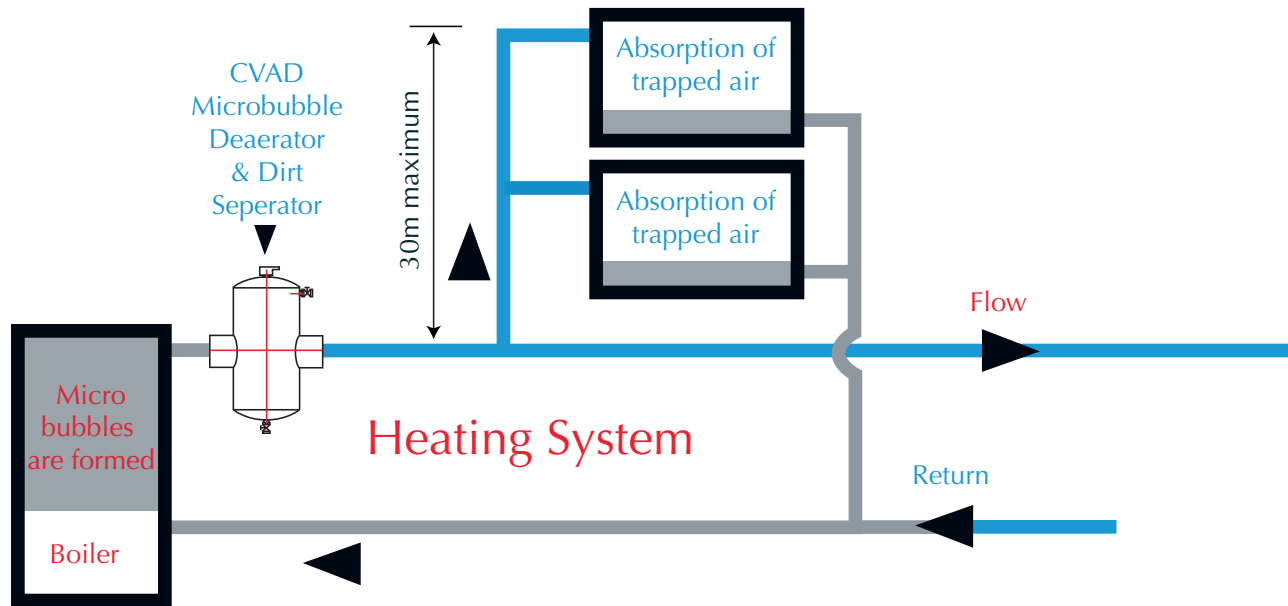 CVAD
Microbubble
Deaerator
& Dirt
Seperator
30m maximum
Absorption of
trapped air
Absorption of
trapped air
Flow
Micro
bubbles
are formed
Heating System
Return
Boiler